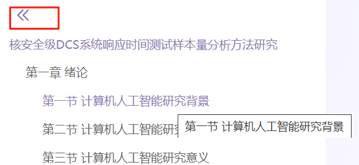 核安全级DCS系统响应时间测试样本量分析方法研究
第一章 绪论
第一节 计算机人工智能研究背景
第二节 计算机人工智能研究
第一节 计算机人工智能研究背景
第三节 计算机人工智能研究意义